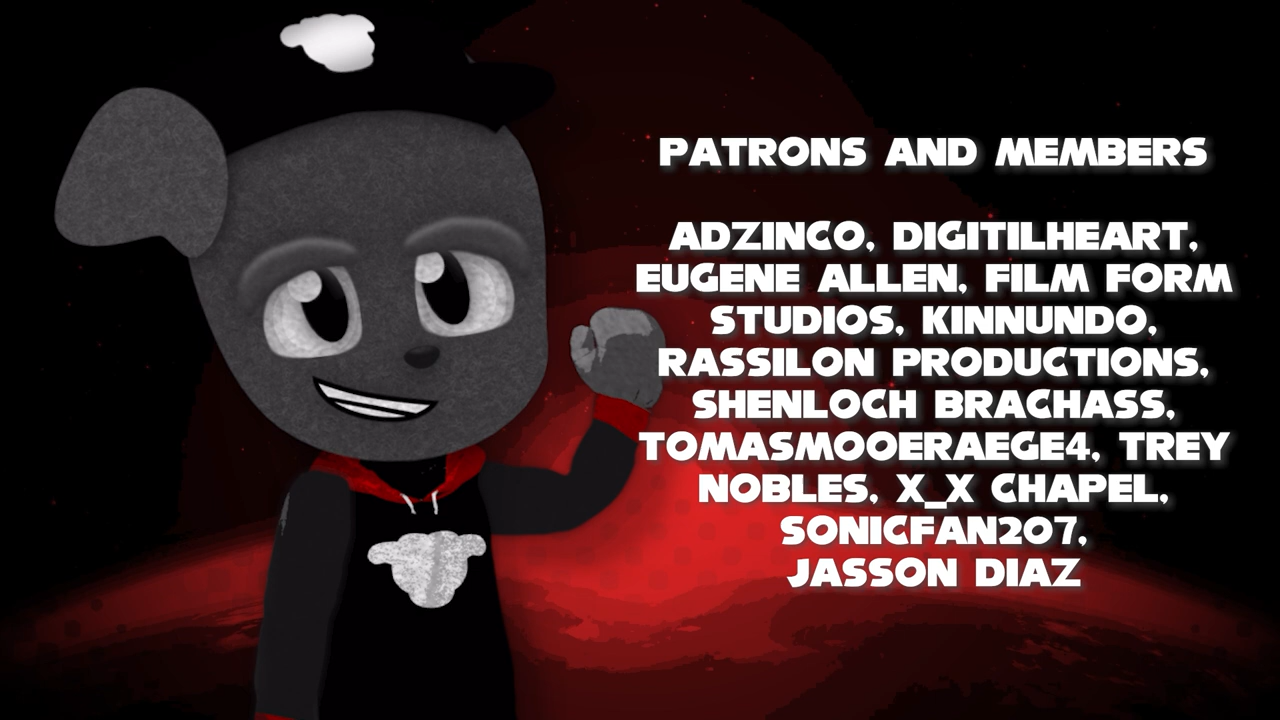 PATRONS AND MEMBERS
ADZINCO, DIGITILHEART,
EUGENE ALLEN, FILM FORM
STUDIOS, KINNUNDO,
RASSILON PRODUCTIONS,
SHENLOCH BRACHASS,
TOMASMOOERAEGE4, TREY
NOBLES, X_X CHAPEL,
SONICFAN207,
JASSON DIAZ